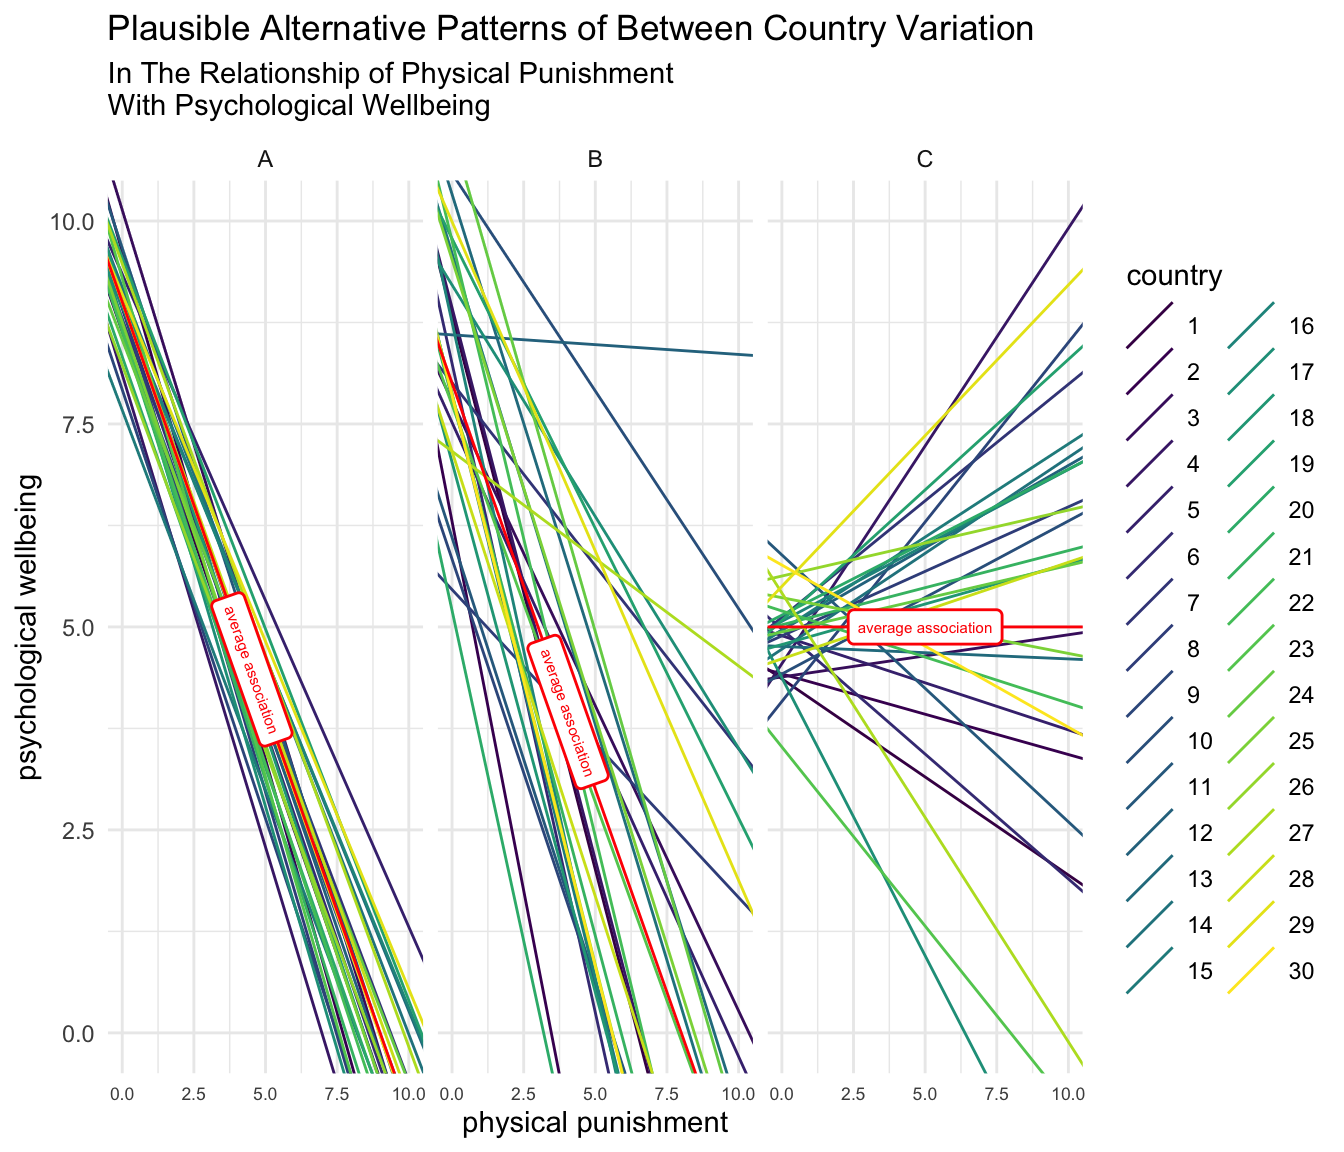 Plausible Alternative Patterns of Between Country Variation
In The Relationship of Physical Punishment
With Psychological Wellbeing
A
B
C
psychological wellbeing
10.0
7.5
5.0
2.5
0.0
average association
average association
average association
0.0 2.5 5.0 7.5 10.0
0.0 2.5 5.0 7.5 10.0
0.0 2.5 5.0 7.5 10.0
physical punishment
country
1
2
3
4
5
6
7
8
9
10
11
12
13
14
15
16
17
18
19
20
21
22
23
24
25
26
27
28
29
30